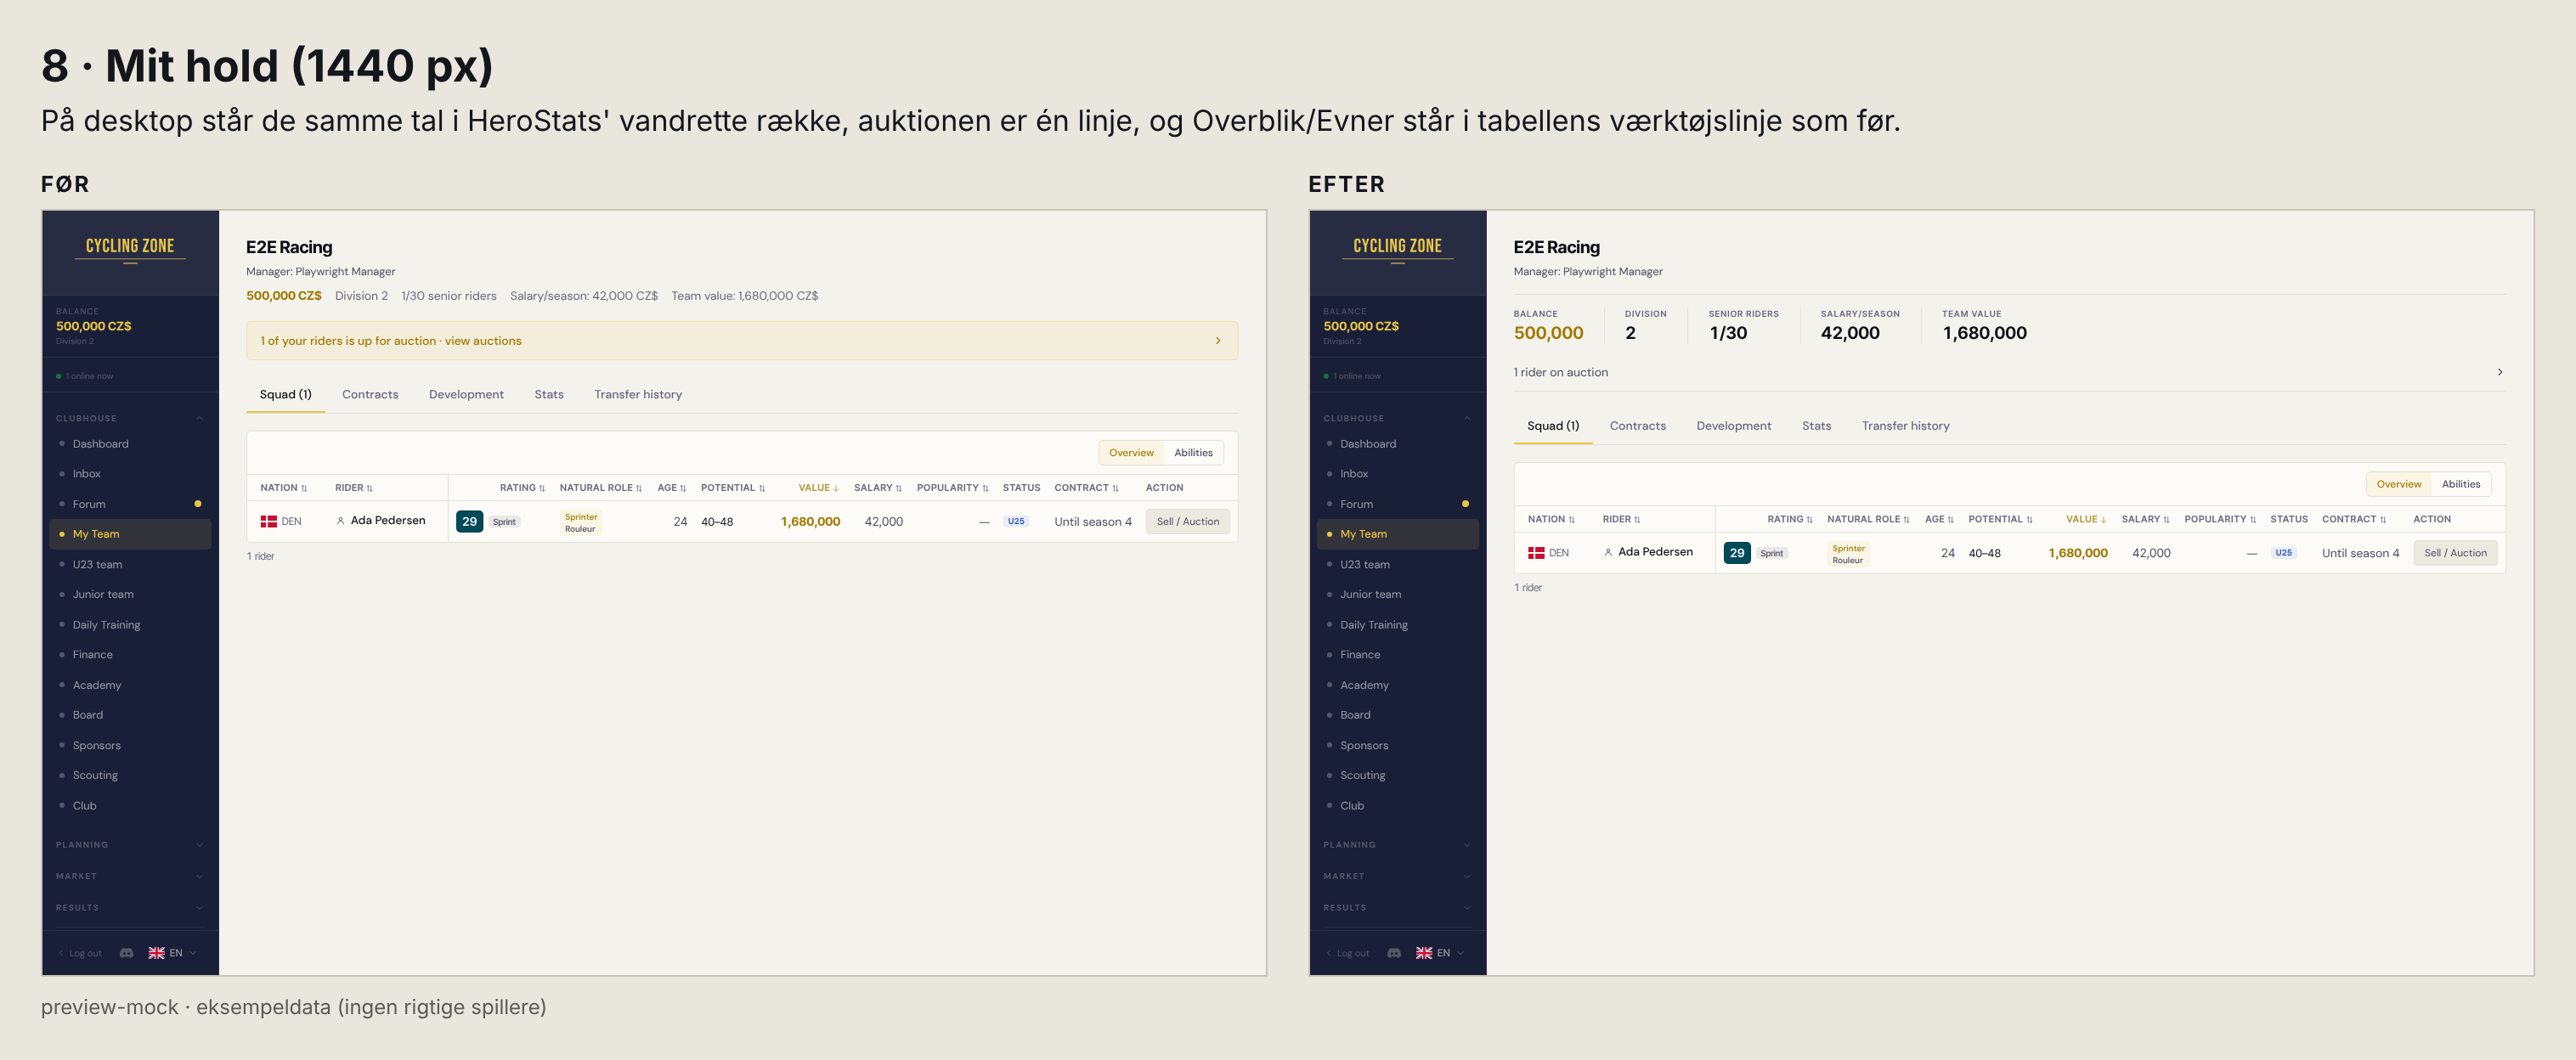 8 · Mit hold (1440 px)
På desktop står de samme tal i HeroStats' vandrette række, auktionen er én linje, og Overblik/Evner står i tabellens værktøjslinje som før.
FØR
CYCLING ZONE
BALANCE
500,000 CZ$
Division 2
1 online now
CLUBHOUSE
Dashboard
Inbox
Forum
My Team
U23 team
Junior team
Daily Training
Finance
Academy
Board
Sponsors
Scouting
Club
PLANNING
MARKET
RESULTS
Log out EN
E2E Racing
Manager: Playwright Manager
500,000 CZ$ Division 2 1/30 senior riders Salary/season: 42,000 CZ$ Team value: 1,680,000 CZ$
1 of your riders is up for auction · view auctions
Squad (1) Contracts Development Stats Transfer history
Overview Abilities
NATION RIDER RATING NATURAL ROLE AGE POTENTIAL VALUE ↓ SALARY POPULARITY STATUS CONTRACT ACTION
DEN Ada Pedersen 29 Sprint Sprinter Rouleur 24 40–48 1,680,000 42,000 — U25 Until season 4 Sell / Auction
1 rider
EFTER
CYCLING ZONE
BALANCE
500,000 CZ$
Division 2
1 online now
CLUBHOUSE
Dashboard
Inbox
Forum
My Team
U23 team
Junior team
Daily Training
Finance
Academy
Board
Sponsors
Scouting
Club
PLANNING
MARKET
RESULTS
Log out EN
E2E Racing
Manager: Playwright Manager
BALANCE DIVISION SENIOR RIDERS SALARY/SEASON TEAM VALUE
500,000 2 1/30 42,000 1,680,000
1 rider on auction
Squad (1) Contracts Development Stats Transfer history
Overview Abilities
NATION RIDER RATING NATURAL ROLE AGE POTENTIAL VALUE ↓ SALARY POPULARITY STATUS CONTRACT ACTION
DEN Ada Pedersen 29 Sprint Sprinter Rouleur 24 40–48 1,680,000 42,000 — U25 Until season 4 Sell / Auction
1 rider
preview-mock · eksempeldata (ingen rigtige spillere)